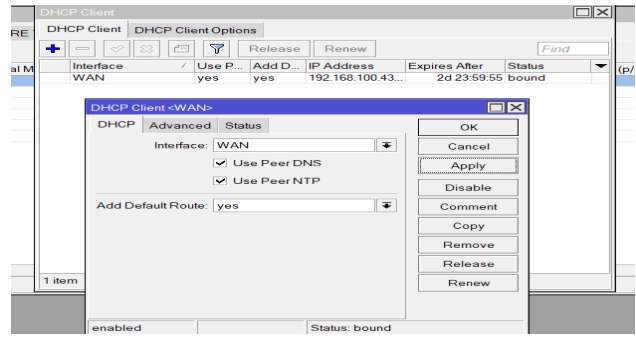 DHCP Client
RE
DHCP Client DHCP Client Options
Release Renew Find
al M
Interface Use P... Add D... IP Address Expires After Status
(p/
WAN yes yes 192.168.100.43... 2d 23:59:55 bound
DHCP Client <WAN>
DHCP Advanced Status
OK
Interface: WAN
Cancel
Use Peer DNS
Apply
Use Peer NTP
Disable
Add Default Route: yes
Comment
Copy
Remove
Release
1 item
Renew
enabled Status: bound